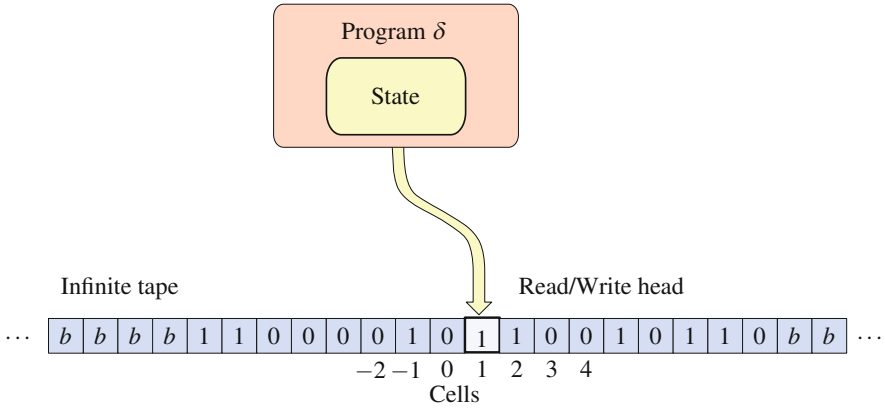 Program δ
State
Infinite tape
Read/Write head
··· b b b b 1 1 0 0 0 0 1 0 1 1 0 0 1 0 1 1 0 b b ···
−2 −1 0 1 2 3 4
Cells